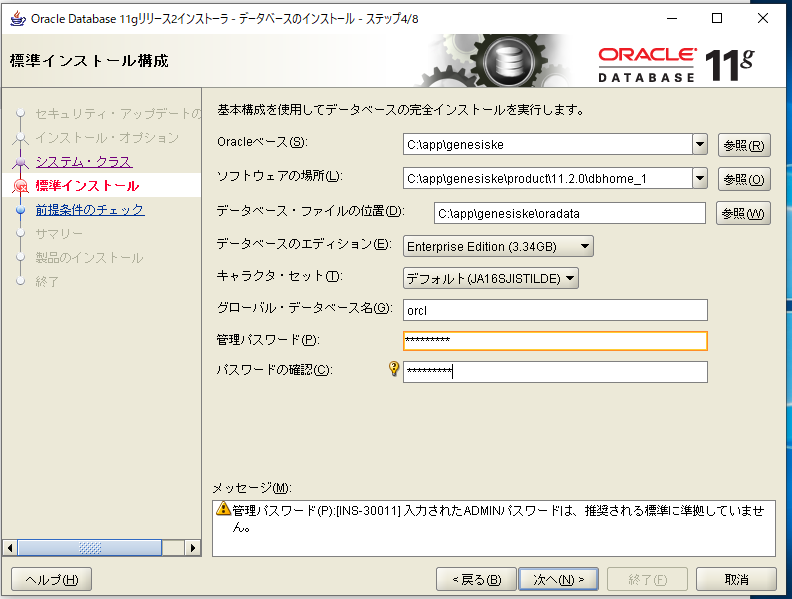 Oracle Database 11gリリース2インストーラ - データベースのインストール - ステップ4/8
標準インストール構成
ORACLE
DATABASE 11g
セキュリティ・アップデートの
インストール・オプション
システム・クラス
標準インストール
前提条件のチェック
サマリー
製品のインストール
終了
基本構成を使用してデータベースの完全インストールを実行します。
Oracleベース(S): C:\app\genesiske 参照(R)
ソフトウェアの場所(L): C:\app\genesiske\product\11.2.0\dbhome_1 参照(O)
データベース・ファイルの位置(D): C:\app\genesiske\oradata 参照(W)
データベースのエディション(E): Enterprise Edition (3.34GB)
キャラクタ・セット(T): デフォルト(JA16SJISTILDE)
グローバル・データベース名(G): orcl
管理パスワード(P): *********
パスワードの確認(C): *********
メッセージ(M):
管理パスワード(P):[INS-30011] 入力されたADMINパスワードは、推奨される標準に準拠していませ
ん。
ヘルプ(H) < 戻る(B) 次へ(N) > 終了(F) 取消